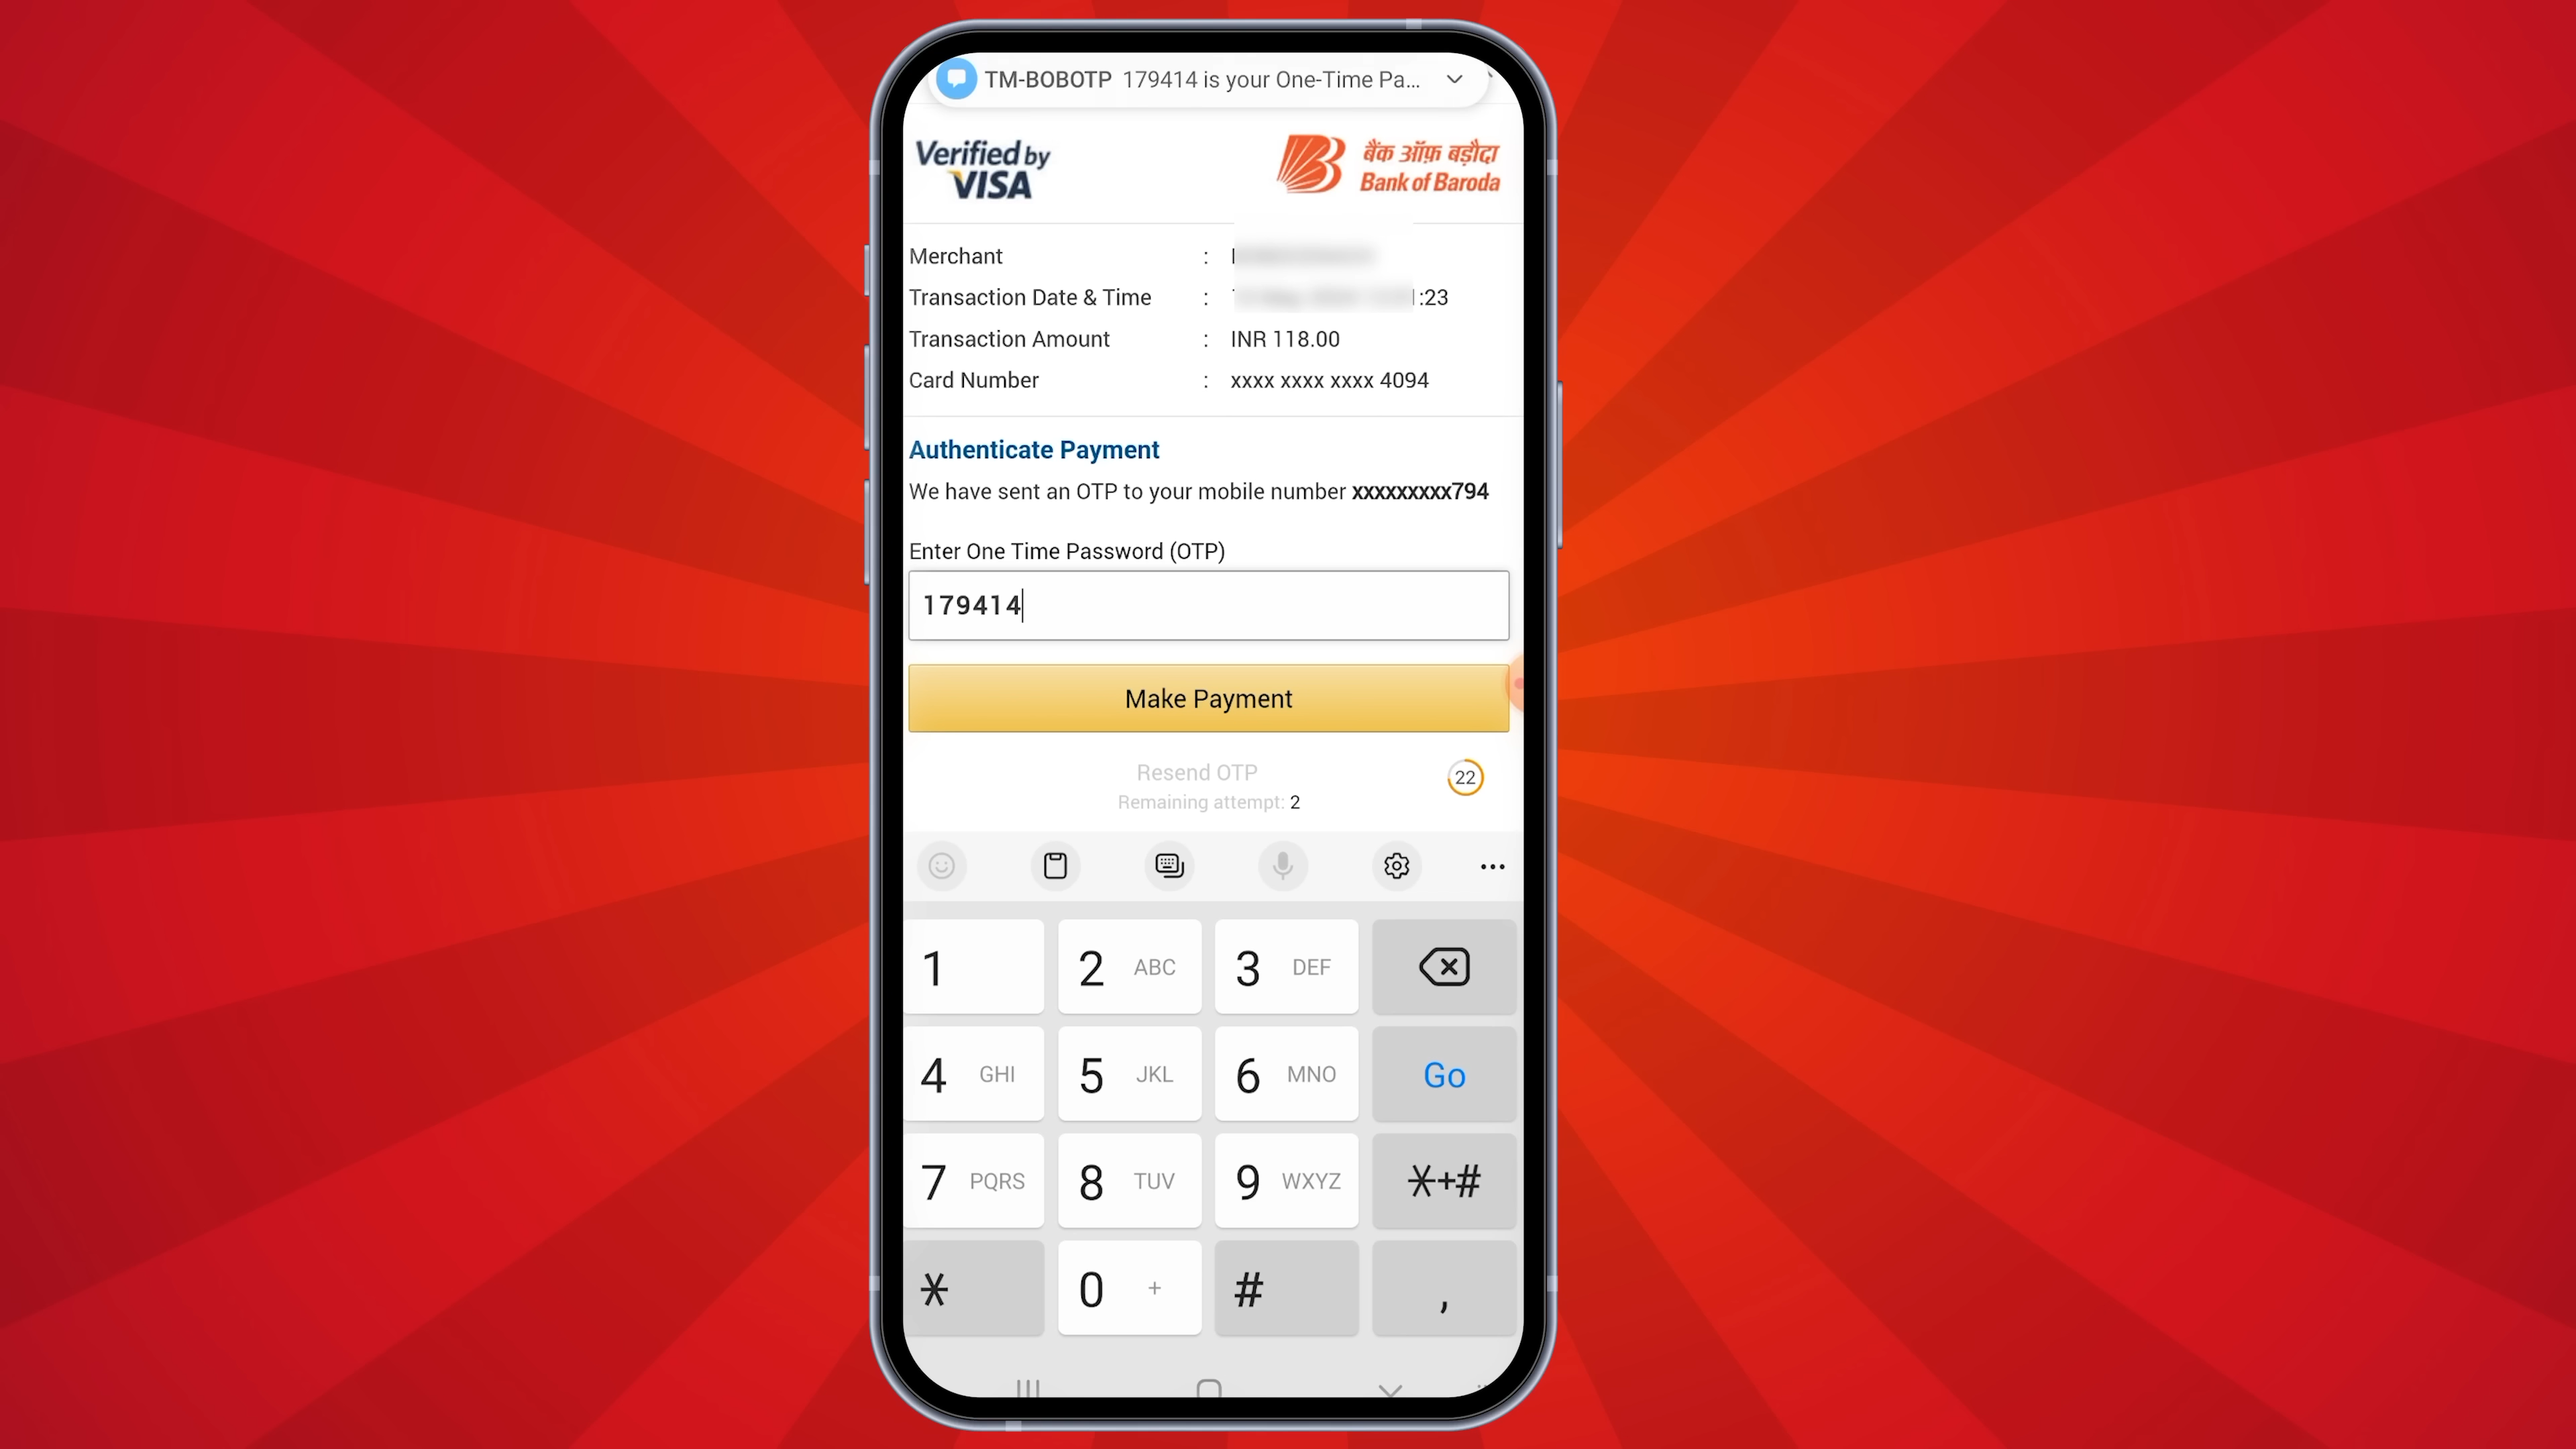 TM-BOBOTP 179414 is your One-Time Pa...
Verified by
VISA
बैंक ऑफ़ बड़ौदा
Bank of Baroda
Merchant :
Transaction Date & Time : :23
Transaction Amount : INR 118.00
Card Number : xxxx xxxx xxxx 4094
Authenticate Payment
We have sent an OTP to your mobile number xxxxxxxxx794
Enter One Time Password (OTP)
179414
Make Payment
Resend OTP
22
Remaining attempt: 2
1 2 ABC 3 DEF
4 GHI 5 JKL 6 MNO Go
7 PQRS 8 TUV 9 WXYZ *+#
* 0 + # ,